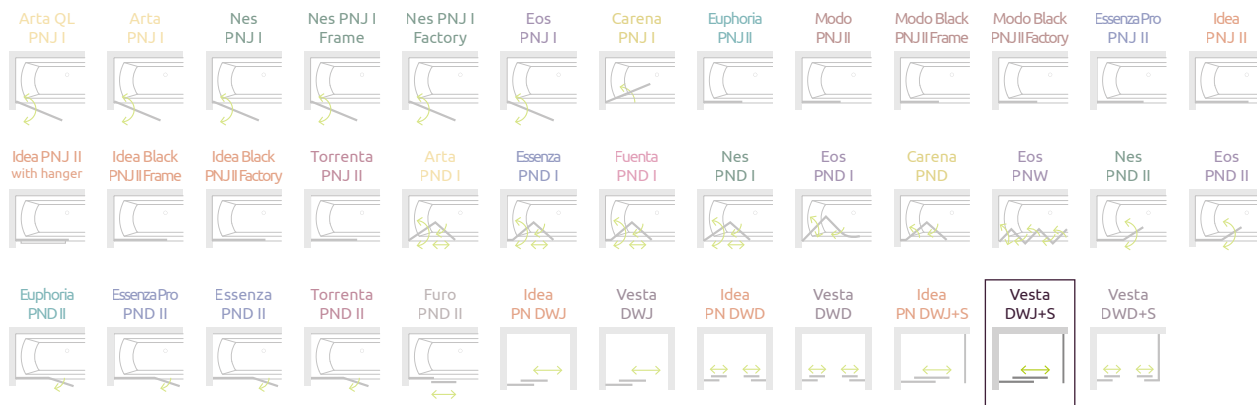 Arta QL
PNJ I
Arta
PNJ I
Nes
PNJ I
Nes PNJ I
Frame
Nes PNJ I
Factory
Eos
PNJ I
Carena
PNJ I
Euphoria
PNJ II
Modo
PNJ II
Modo Black
PNJ II Frame
Modo Black
PNJ II Factory
Essenza Pro
PNJ II
Idea
PNJ II
Idea PNJ II
with hanger
Idea Black
PNJ II Frame
Idea Black
PNJ II Factory
Torrenta
PNJ II
Arta
PND I
Essenza
PND I
Fuenta
PND I
Nes
PND I
Eos
PND I
Carena
PND
Eos
PNW
Nes
PND II
Eos
PND II
Euphoria
PND II
Essenza Pro
PND II
Essenza
PND II
Torrenta
PND II
Furo
PND II
Idea
PN DWJ
Vesta
DWJ
Idea
PN DWD
Vesta
DWD
Idea
PN DWJ+S
Vesta
DWJ+S
Vesta
DWD+S